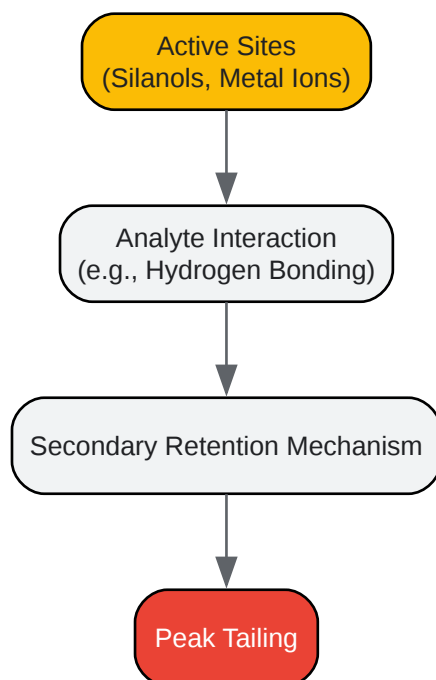 Active Sites
(Silanols, Metal Ions)
Analyte Interaction
(e.g., Hydrogen Bonding)
Secondary Retention Mechanism
Peak Tailing